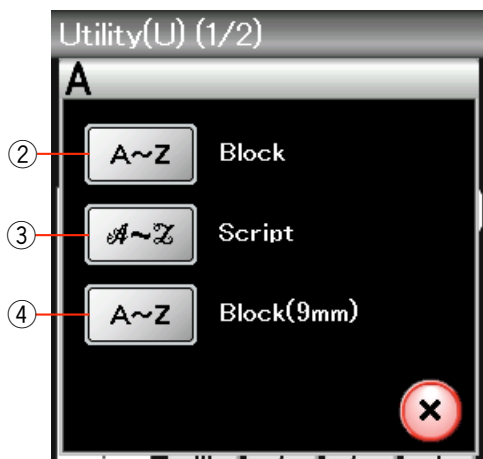 Utility(U) (1/2)
A
② A~Z Block
③ 𝒜~𝒵 Script
④ A~Z Block(9mm)
×